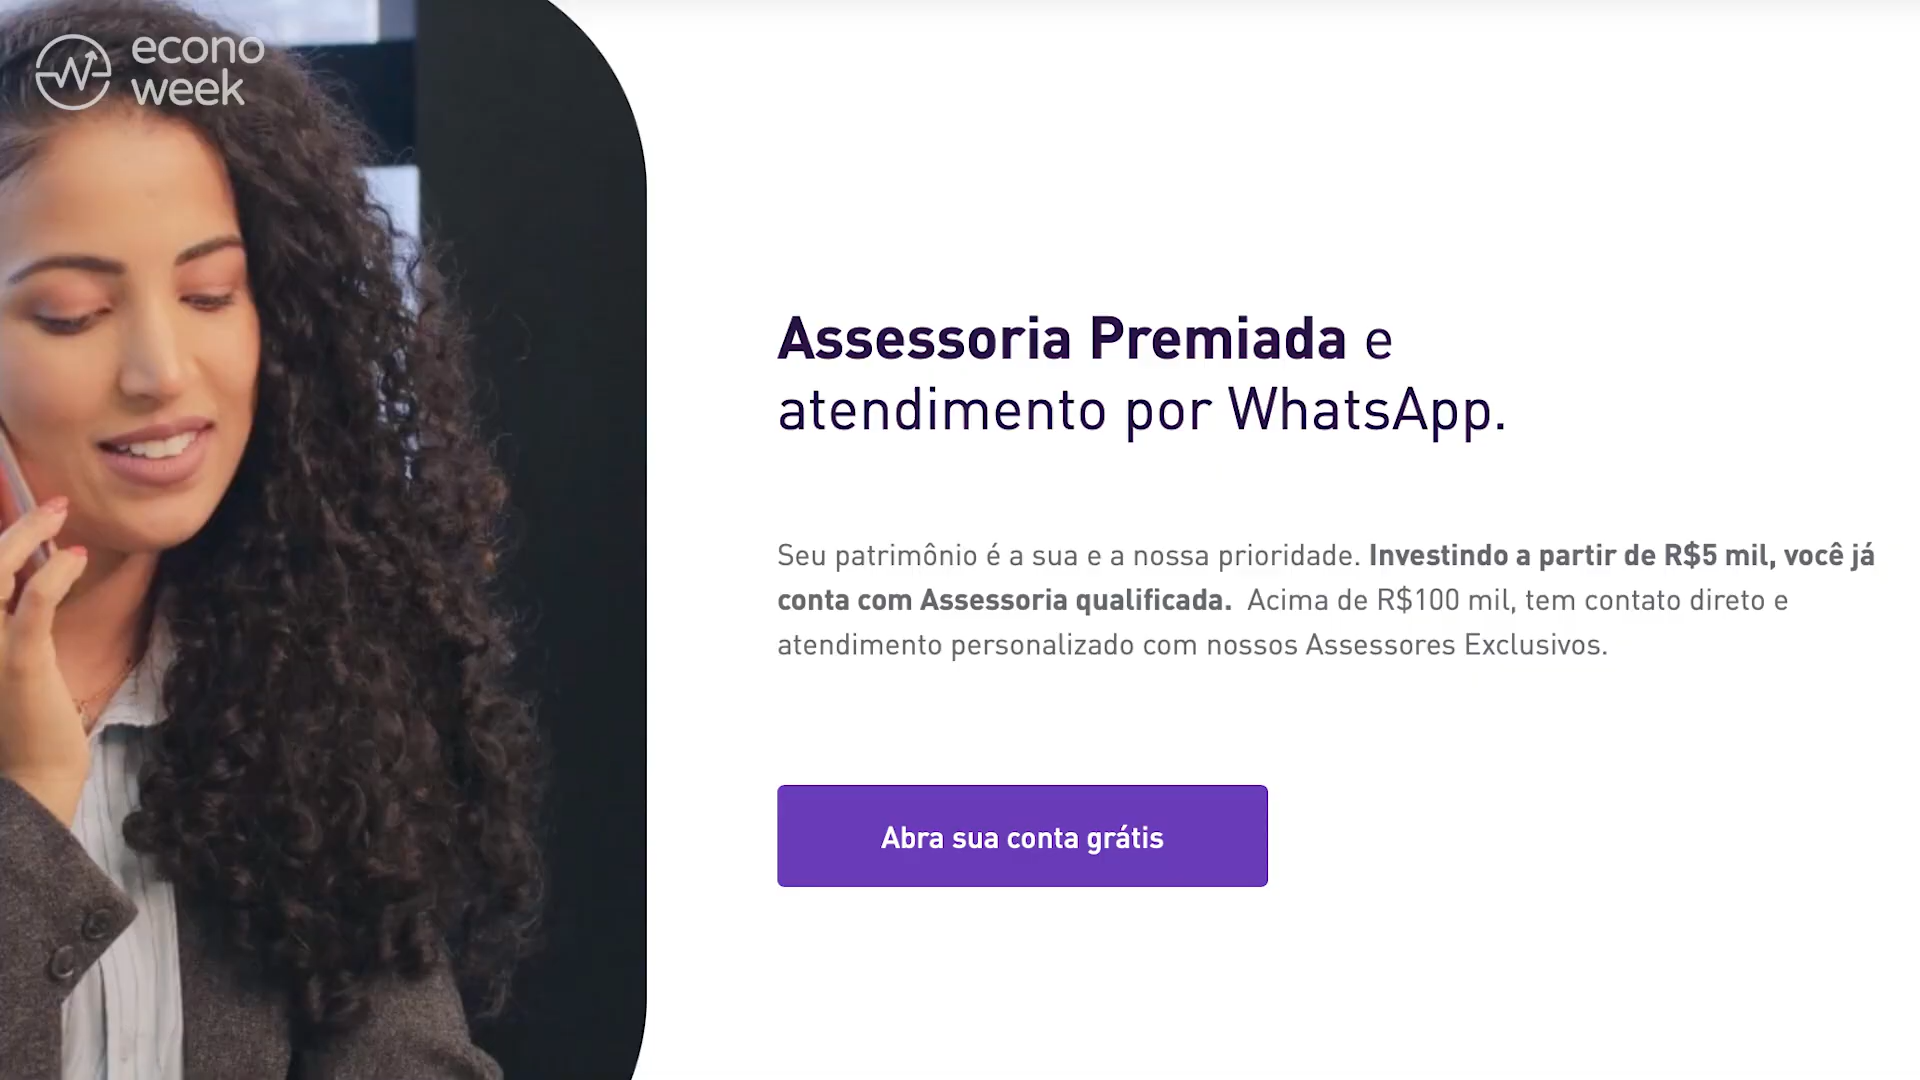 econo
week
Assessoria Premiada e
atendimento por WhatsApp.
Seu patrimônio é a sua e a nossa prioridade. Investindo a partir de R$5 mil, você já
conta com Assessoria qualificada. Acima de R$100 mil, tem contato direto e
atendimento personalizado com nossos Assessores Exclusivos.
Abra sua conta grátis